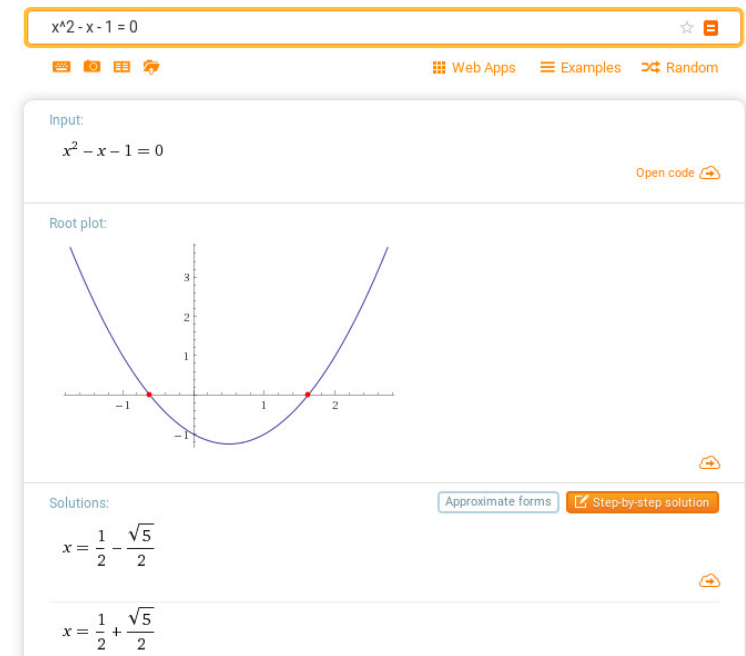 x^2 - x - 1 = 0
Web Apps Examples Random
Input:
x² − x − 1 = 0
Open code
Root plot:
3
2
1
−1 1 2
−1
Solutions:
Approximate forms Step-by-step solution
x = 1/2 − √5/2
x = 1/2 + √5/2